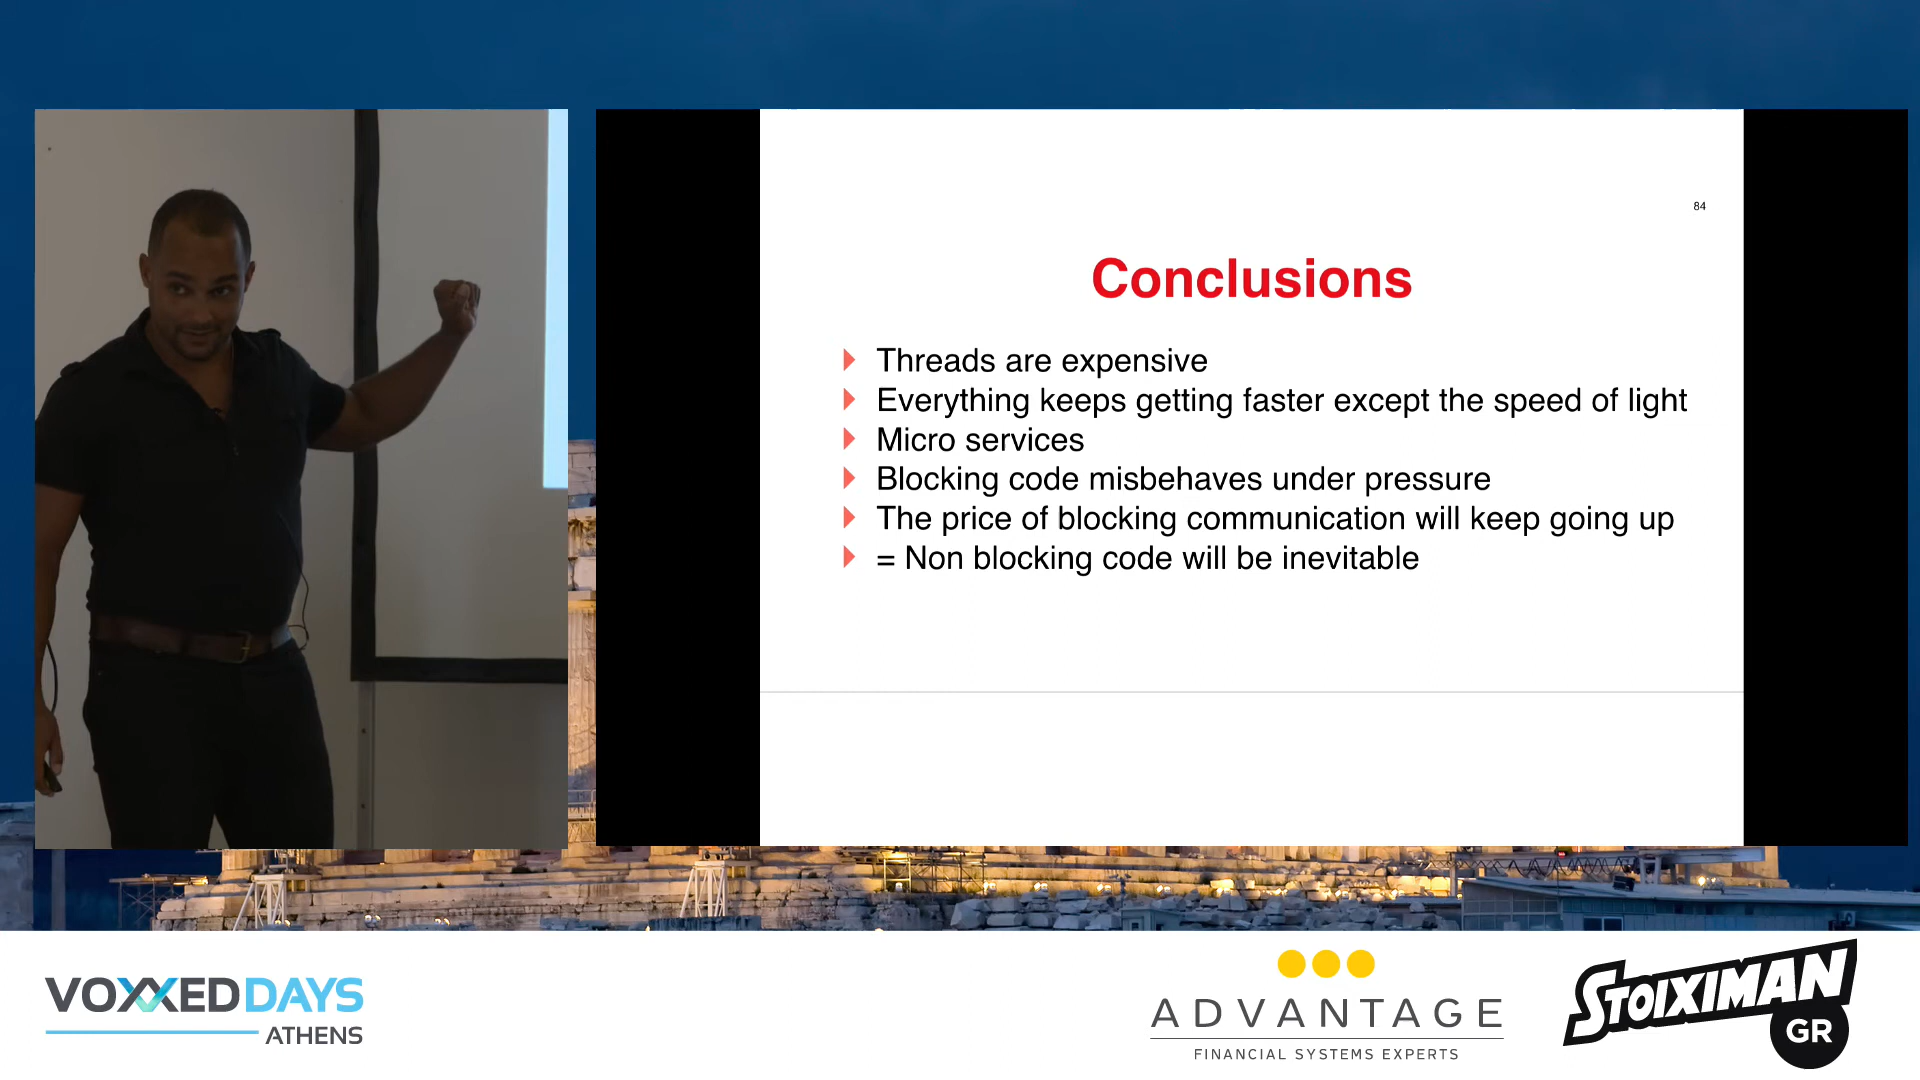 84
Conclusions
Threads are expensive
Everything keeps getting faster except the speed of light
Micro services
Blocking code misbehaves under pressure
The price of blocking communication will keep going up
= Non blocking code will be inevitable
VOXXED DAYS
ATHENS
ADVANTAGE
FINANCIAL SYSTEMS EXPERTS
STOIXIMAN
GR